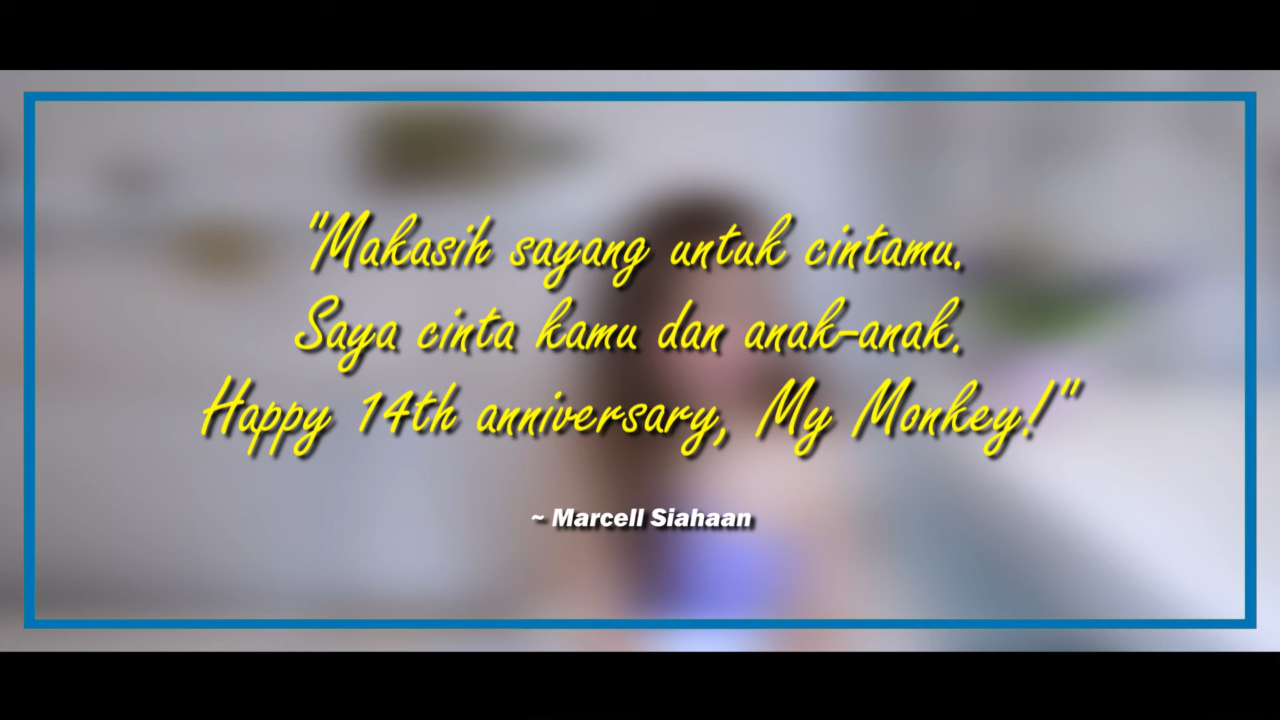 "Makasih sayang untuk cintamu.
Saya cinta kamu dan anak-anak.
Happy 14th anniversary, My Monkey!"
~ Marcell Siahaan